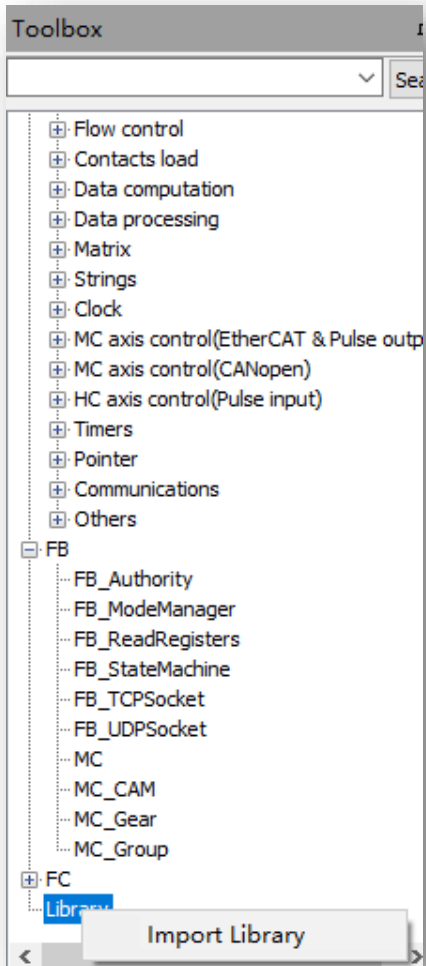 Toolbox
Sea
Flow control
Contacts load
Data computation
Data processing
Matrix
Strings
Clock
MC axis control(EtherCAT & Pulse outp
MC axis control(CANopen)
HC axis control(Pulse input)
Timers
Pointer
Communications
Others
FB
FB_Authority
FB_ModeManager
FB_ReadRegisters
FB_StateMachine
FB_TCPSocket
FB_UDPSocket
MC
MC_CAM
MC_Gear
MC_Group
FC
Library
Import Library